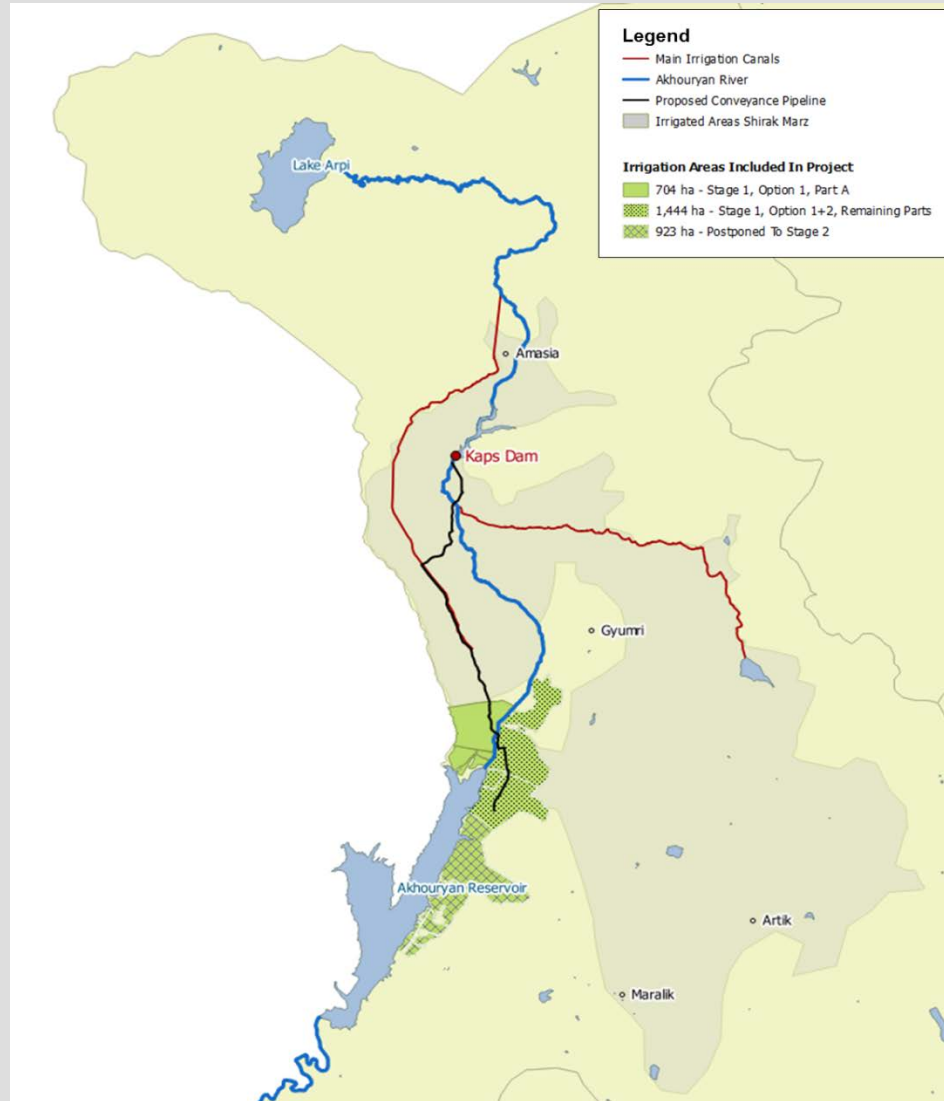 Legend
Main Irrigation Canals
Akhouryan River
Proposed Conveyance Pipeline
Irrigated Areas Shirak Marz
Irrigation Areas Included In Project
704 ha - Stage 1, Option 1, Part A
1,444 ha - Stage 1, Option 1+2, Remaining Parts
923 ha - Postponed To Stage 2
Lake Arpi
Amasia
Kaps Dam
Gyumri
Akhouryan Reservoir
Artik
Maralik